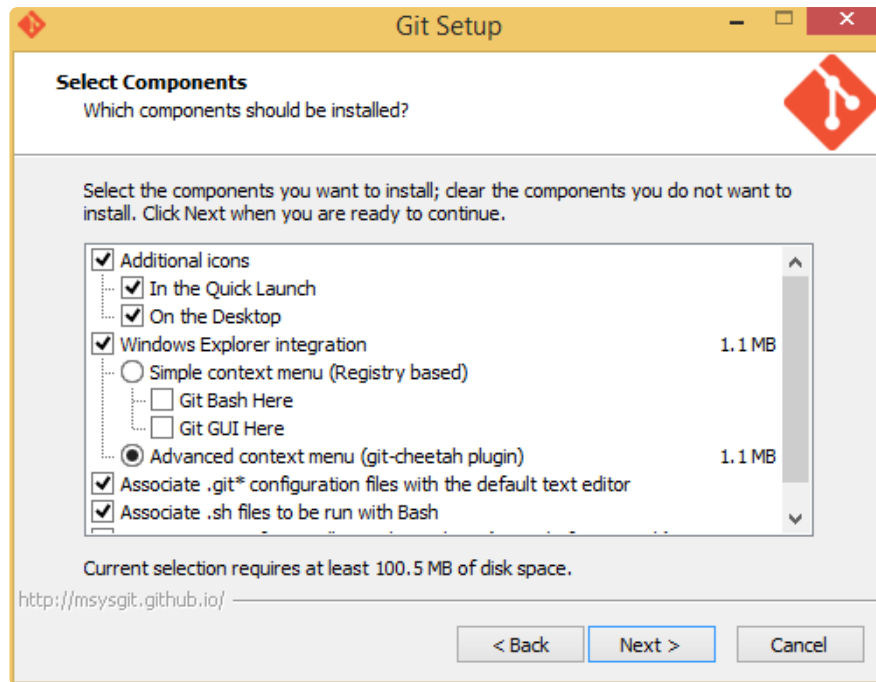 Git Setup
Select Components
Which components should be installed?
Select the components you want to install; clear the components you do not want to
install. Click Next when you are ready to continue.
Additional icons
In the Quick Launch
On the Desktop
Windows Explorer integration 1.1 MB
Simple context menu (Registry based)
Git Bash Here
Git GUI Here
Advanced context menu (git-cheetah plugin) 1.1 MB
Associate .git* configuration files with the default text editor
Associate .sh files to be run with Bash
Current selection requires at least 100.5 MB of disk space.
http://msysgit.github.io/
< Back Next > Cancel